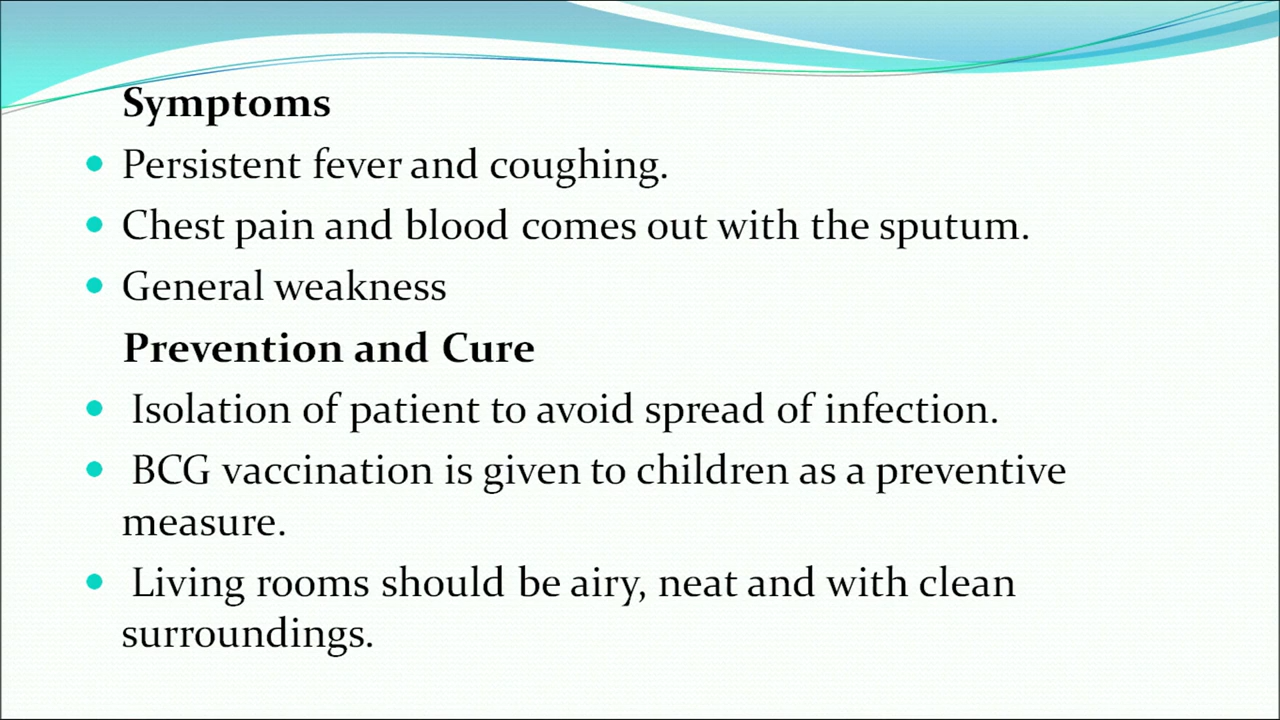 Symptoms
• Persistent fever and coughing.
• Chest pain and blood comes out with the sputum.
• General weakness
Prevention and Cure
• Isolation of patient to avoid spread of infection.
• BCG vaccination is given to children as a preventive
measure.
• Living rooms should be airy, neat and with clean
surroundings.